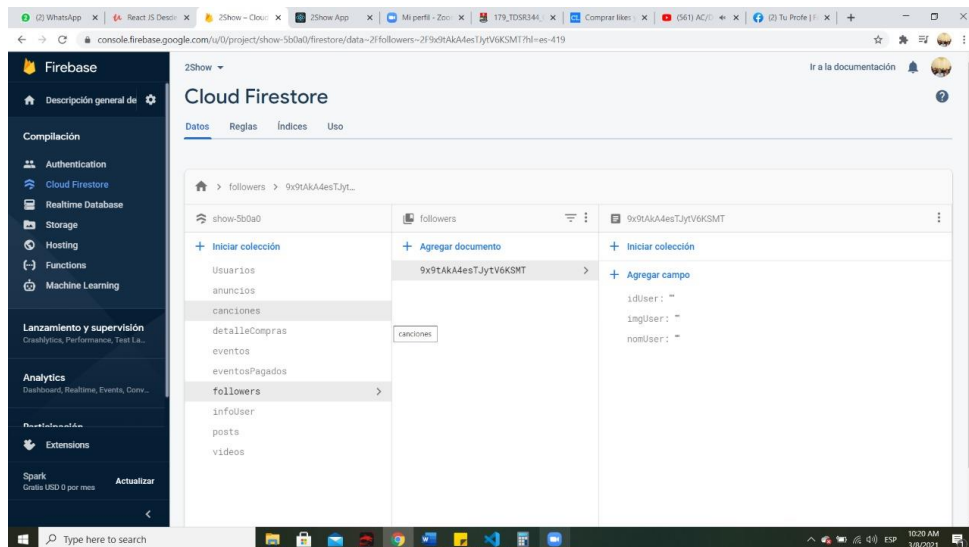 (2) WhatsApp
React JS Desde
2Show – Cloud
2Show App
Mi perfil - Zoo
179_TDSR344_
Comprar likes y
(561) AC/D
(2) Tu Profe | F
console.firebase.google.com/u/0/project/show-5b0a0/firestore/data~2Ffollowers~2F9x9tAkA4esTJytV6KSMT?hl=es-419
Firebase
2Show
Ir a la documentación
Descripción general de
Cloud Firestore
Datos Reglas Índices Uso
Compilación
Authentication
Cloud Firestore
Realtime Database
Storage
Hosting
Functions
Machine Learning
Lanzamiento y supervisión
Crashlytics, Performance, Test La...
Analytics
Dashboard, Realtime, Events, Conv...
Participación
Extensions
Spark
Gratis USD 0 por mes
Actualizar
followers > 9x9tAkA4esTJyt...
show-5b0a0
Iniciar colección
Usuarios
anuncios
canciones
detalleCompras
eventos
eventosPagados
followers
infoUser
posts
videos
followers
Agregar documento
9x9tAkA4esTJytV6KSMT
canciones
9x9tAkA4esTJytV6KSMT
Iniciar colección
Agregar campo
idUser: ""
imgUser: ""
nomUser: ""
Type here to search
ESP
10:20 AM
3/8/2021